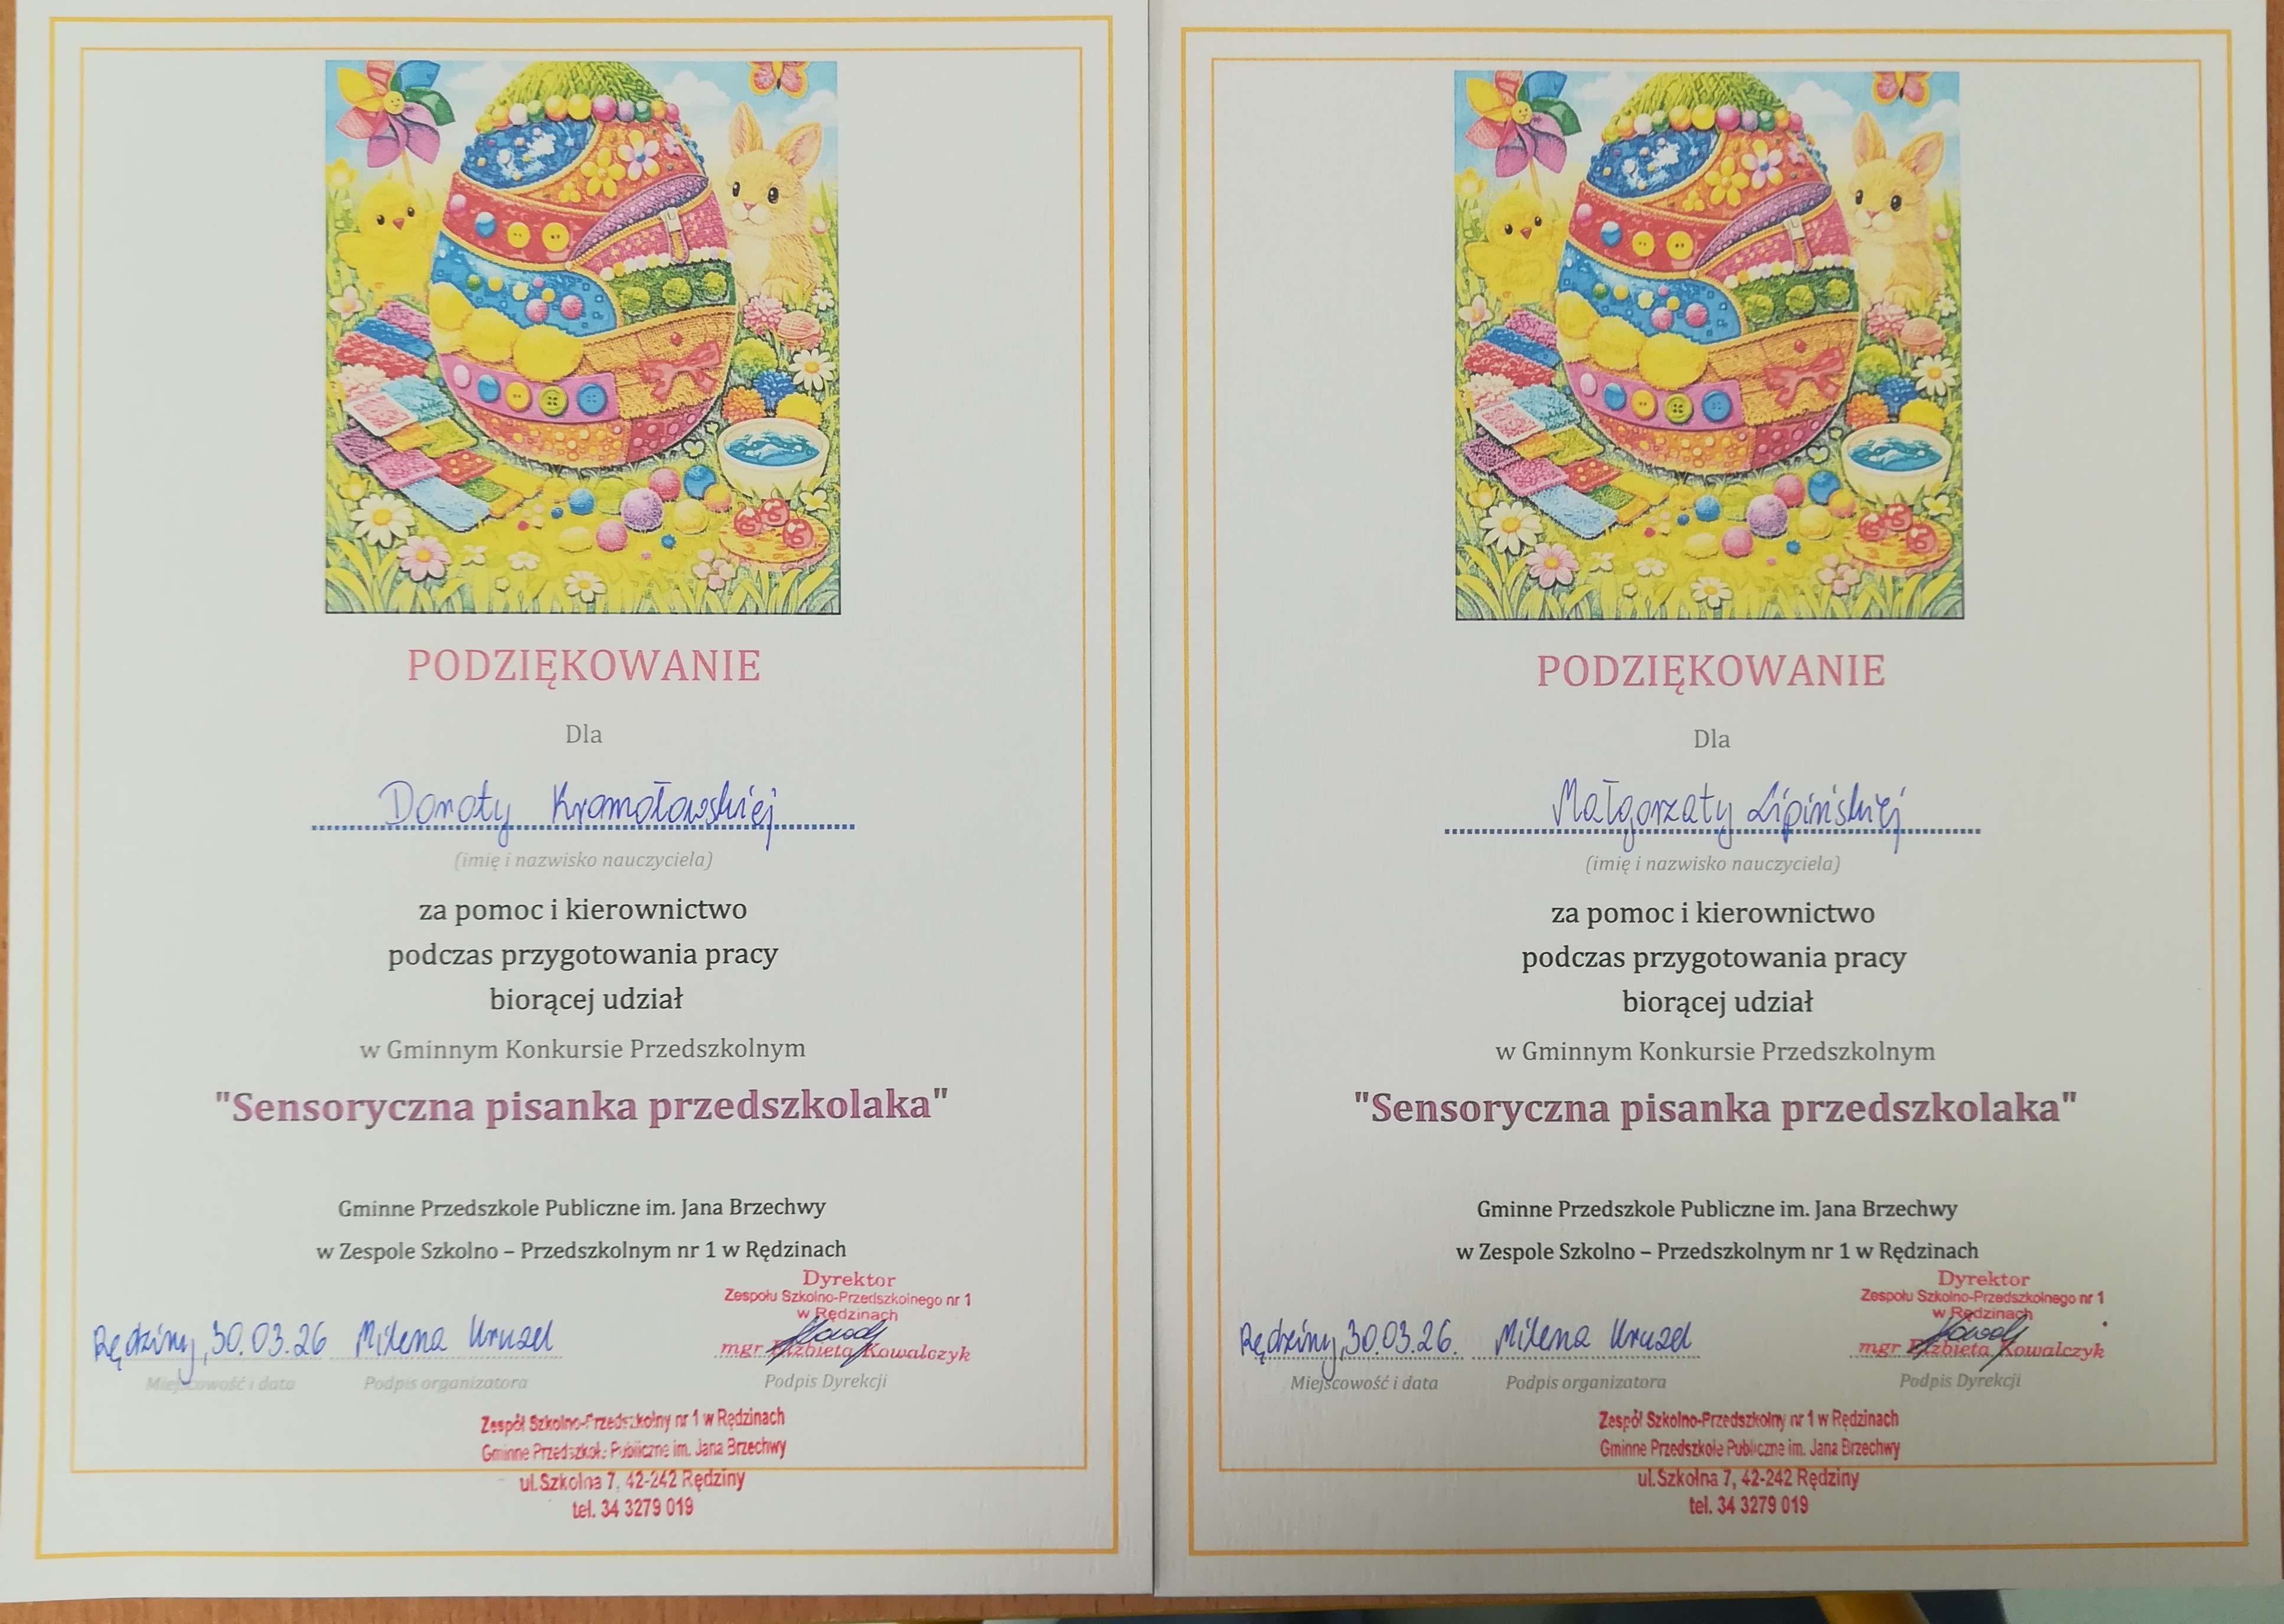 PODZIĘKOWANIE
Dla
Doroty Kramołowskiej
(imię i nazwisko nauczyciela)
za pomoc i kierownictwo
podczas przygotowania pracy
biorącej udział
w Gminnym Konkursie Przedszkolnym
"Sensoryczna pisanka przedszkolaka"
Gminne Przedszkole Publiczne im. Jana Brzechwy
w Zespole Szkolno – Przedszkolnym nr 1 w Rędzinach
Dyrektor
Zespołu Szkolno-Przedszkolnego nr 1
w Rędzinach
mgr Elżbieta Kowalczyk
Rędziny, 30.03.26 Milena
Miejscowość i data Podpis organizatora Podpis Dyrekcji
Zespół Szkolno-Przedszkolny nr 1 w Rędzinach
Gminne Przedszkole Publiczne im. Jana Brzechwy
ul.Szkolna 7, 42-242 Rędziny
tel. 34 3279 019
PODZIĘKOWANIE
Dla
Małgorzaty Lipińskiej
(imię i nazwisko nauczyciela)
za pomoc i kierownictwo
podczas przygotowania pracy
biorącej udział
w Gminnym Konkursie Przedszkolnym
"Sensoryczna pisanka przedszkolaka"
Gminne Przedszkole Publiczne im. Jana Brzechwy
w Zespole Szkolno – Przedszkolnym nr 1 w Rędzinach
Dyrektor
Zespołu Szkolno-Przedszkolnego nr 1
w Rędzinach
mgr Elżbieta Kowalczyk
Rędziny, 30.03.26. Milena
Miejscowość i data Podpis organizatora Podpis Dyrekcji
Zespół Szkolno-Przedszkolny nr 1 w Rędzinach
Gminne Przedszkole Publiczne im. Jana Brzechwy
ul.Szkolna 7, 42-242 Rędziny
tel. 34 3279 019